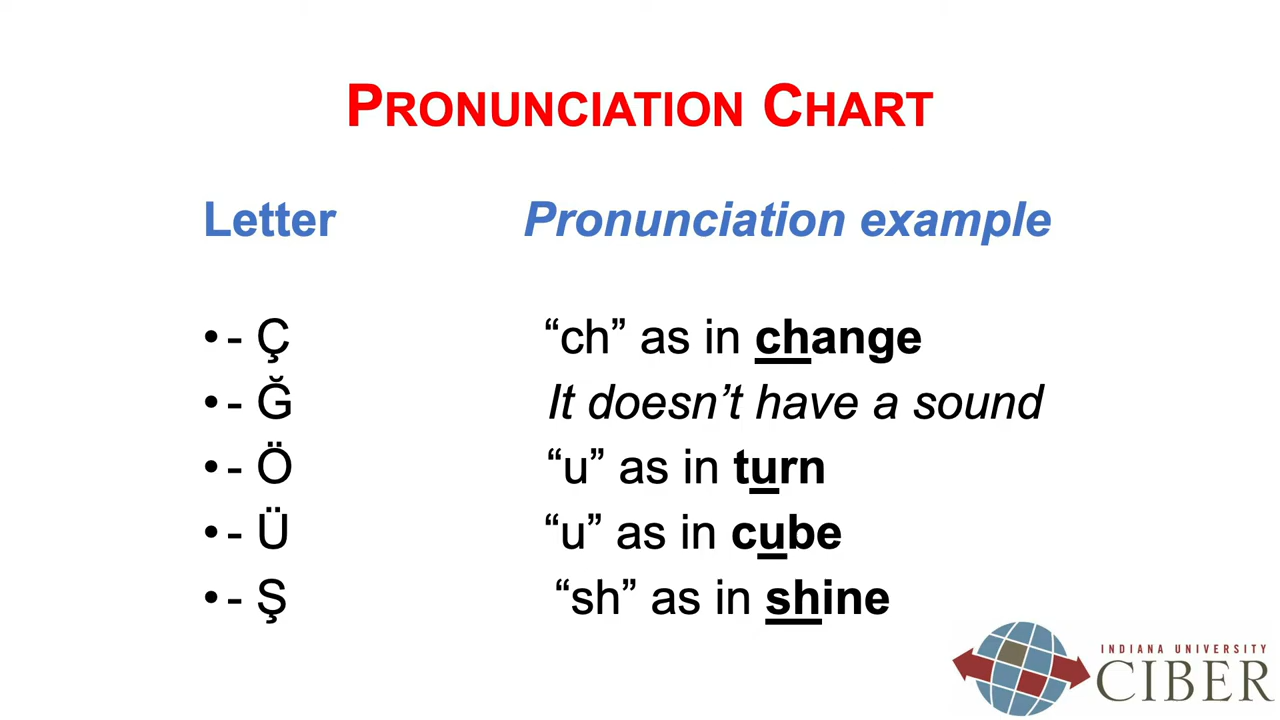 PRONUNCIATION CHART
Letter Pronunciation example
• - Ç “ch” as in change
• - Ğ It doesn’t have a sound
• - Ö “u” as in turn
• - Ü “u” as in cube
• - Ş “sh” as in shine
INDIANA UNIVERSITY
CIBER